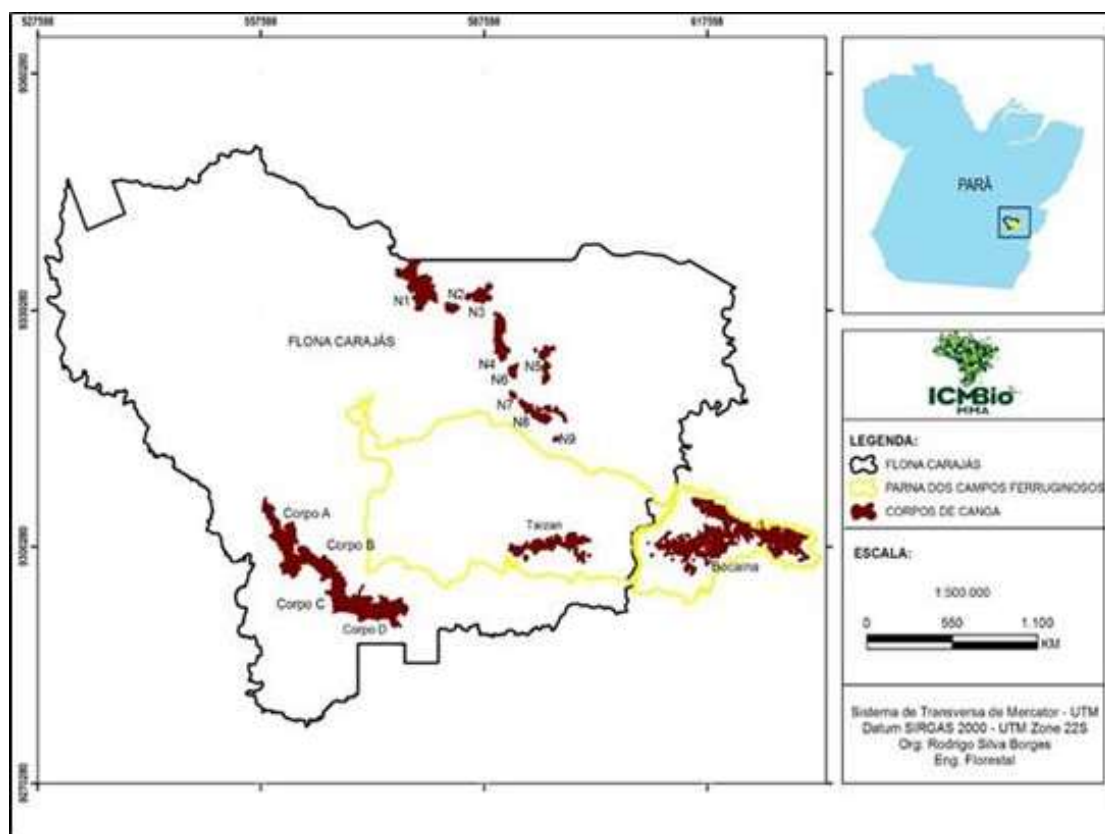 527598
557598
587598
617598
9360280
9330280
9300280
9270280
FLONA CARAJÁS
N1
N2
N3
N4
N5
N6
N7
N8
N9
Corpo A
Corpo B
Corpo C
Corpo D
Tarzan
Bocaina
PARÁ
ICMBio
MMA
LEGENDA:
FLONA CARAJÁS
PARNA DOS CAMPOS FERRUGINOSOS
CORPOS DE CANGA
ESCALA:
1:500.000
0 550 1.100
KM
Sistema de Transversa de Mercator - UTM
Datum SIRGAS 2000 - UTM Zone 22S
Org. Rodrigo Silva Borges
Eng. Florestal